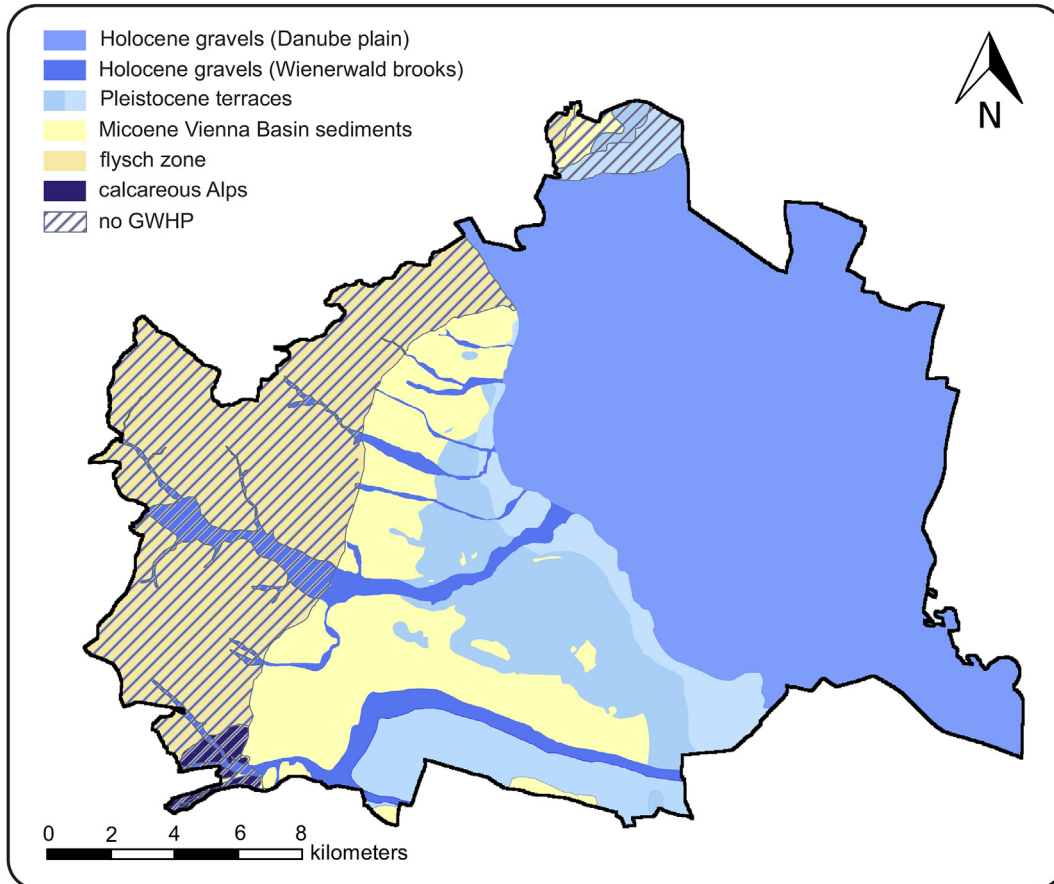 Holocene gravels (Danube plain)
Holocene gravels (Wienerwald brooks)
Pleistocene terraces
Micoene Vienna Basin sediments
flysch zone
calcareous Alps
no GWHP
N
0 2 4 6 8
kilometers